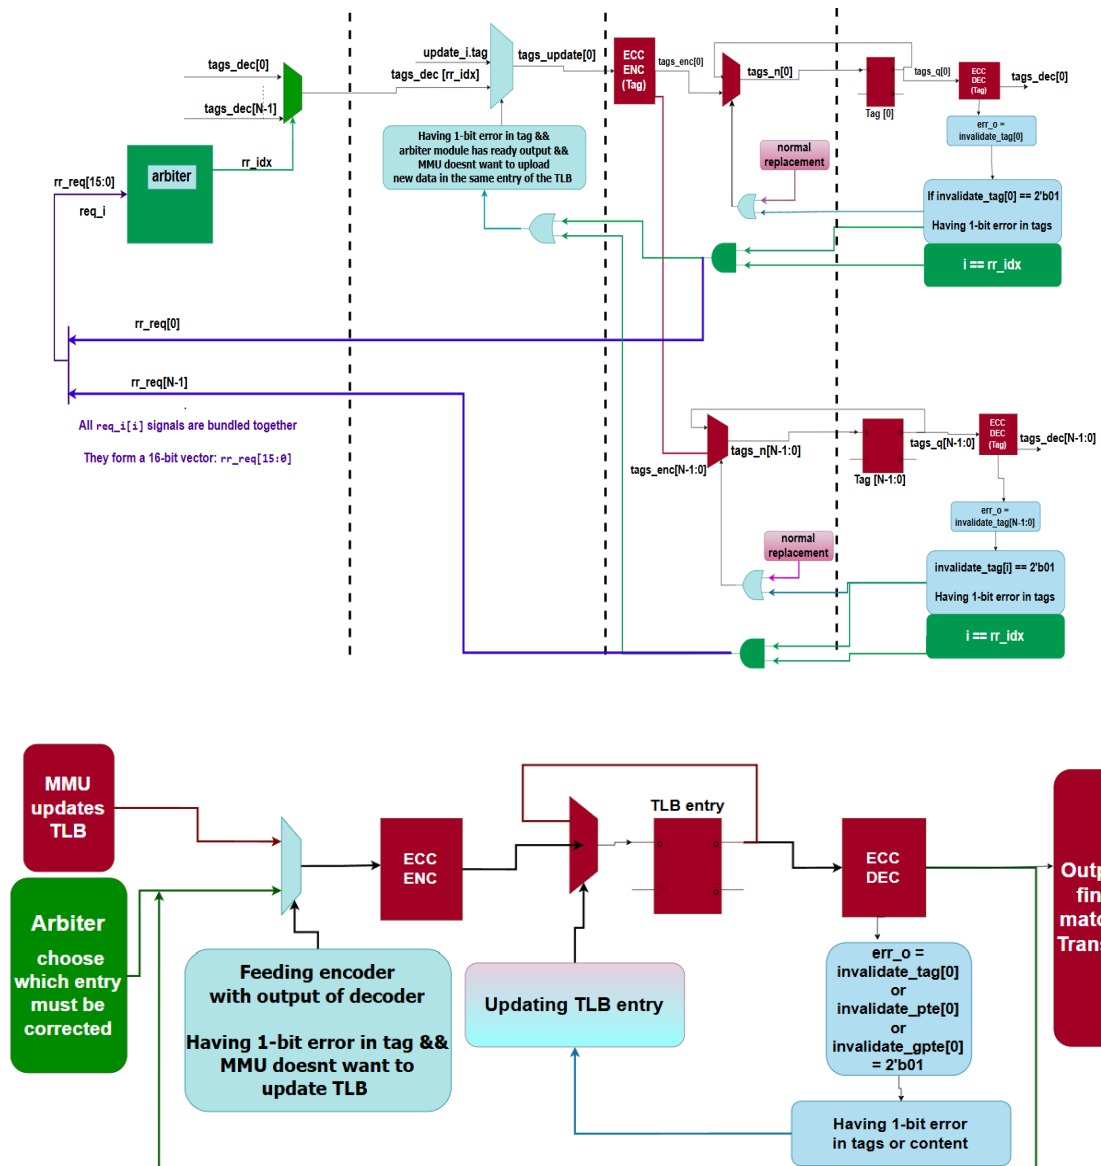 tags_dec[0]
tags_dec[N-1]
rr_idx
arbiter
rr_req[15:0]
req_i
update_i.tag
tags_dec [rr_idx]
tags_update[0]
Having 1-bit error in tag &&
arbiter module has ready output &&
MMU doesnt want to upload
new data in the same entry of the TLB
ECC
ENC
(Tag)
tags_enc[0]
tags_n[0]
Tag [0]
tags_q[0]
ECC
DEC
(Tag)
tags_dec[0]
err_o =
invalidate_tag[0]
normal
replacement
If invalidate_tag[0] == 2'b01
Having 1-bit error in tags
i == rr_idx
rr_req[0]
rr_req[N-1]
All req_i[i] signals are bundled together
They form a 16-bit vector: rr_req[15:0]
tags_enc[N-1:0]
tags_n[N-1:0]
Tag [N-1:0]
tags_q[N-1:0]
ECC
DEC
(Tag)
tags_dec[N-1:0]
err_o =
invalidate_tag[N-1:0]
normal
replacement
invalidate_tag[i] == 2'b01
Having 1-bit error in tags
i == rr_idx
MMU
updates
TLB
Arbiter
choose
which entry
must be
corrected
Feeding encoder
with output of decoder
Having 1-bit error in tag &&
MMU doesnt want to
update TLB
ECC
ENC
TLB entry
Updating TLB entry
ECC
DEC
err_o =
invalidate_tag[0]
or
invalidate_pte[0]
or
invalidate_gpte[0]
= 2'b01
Having 1-bit error
in tags or content
Outp
fin
mat
Trans